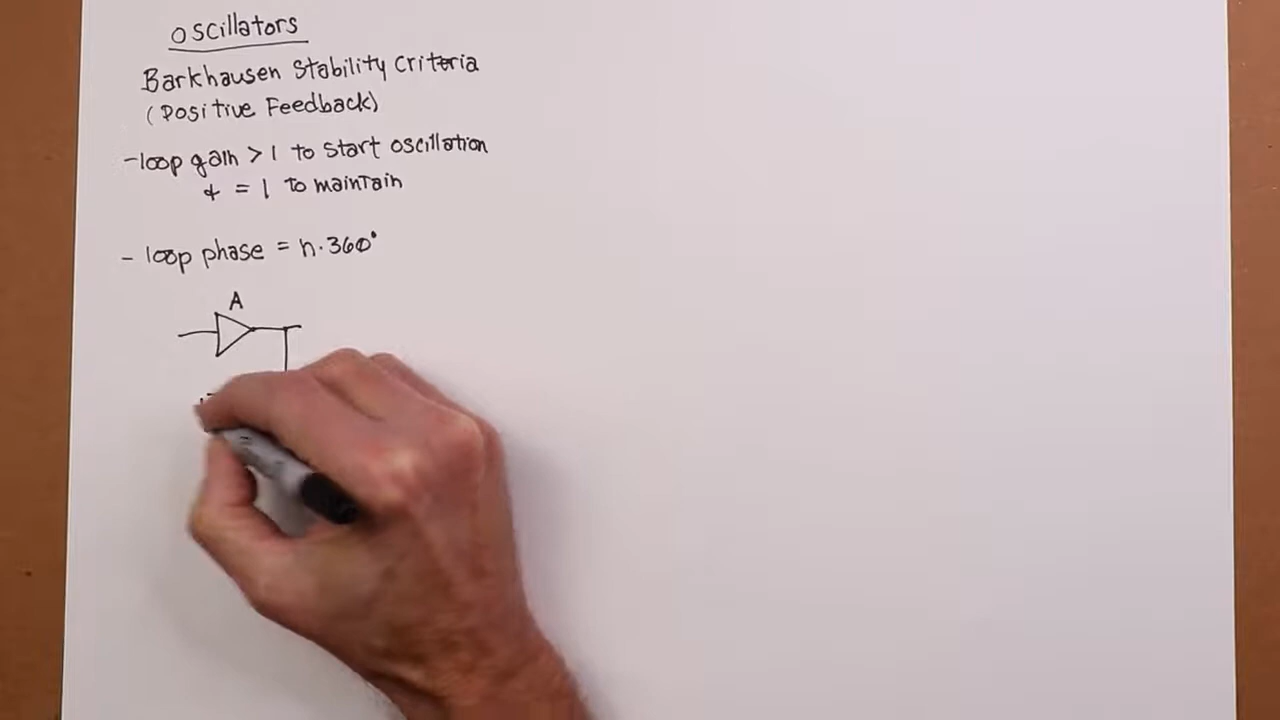 Oscillators
Barkhausen Stability Criteria
(Positive Feedback)
- loop gain > 1 to start oscillation
& = 1 to maintain
- loop phase = n·360°
A